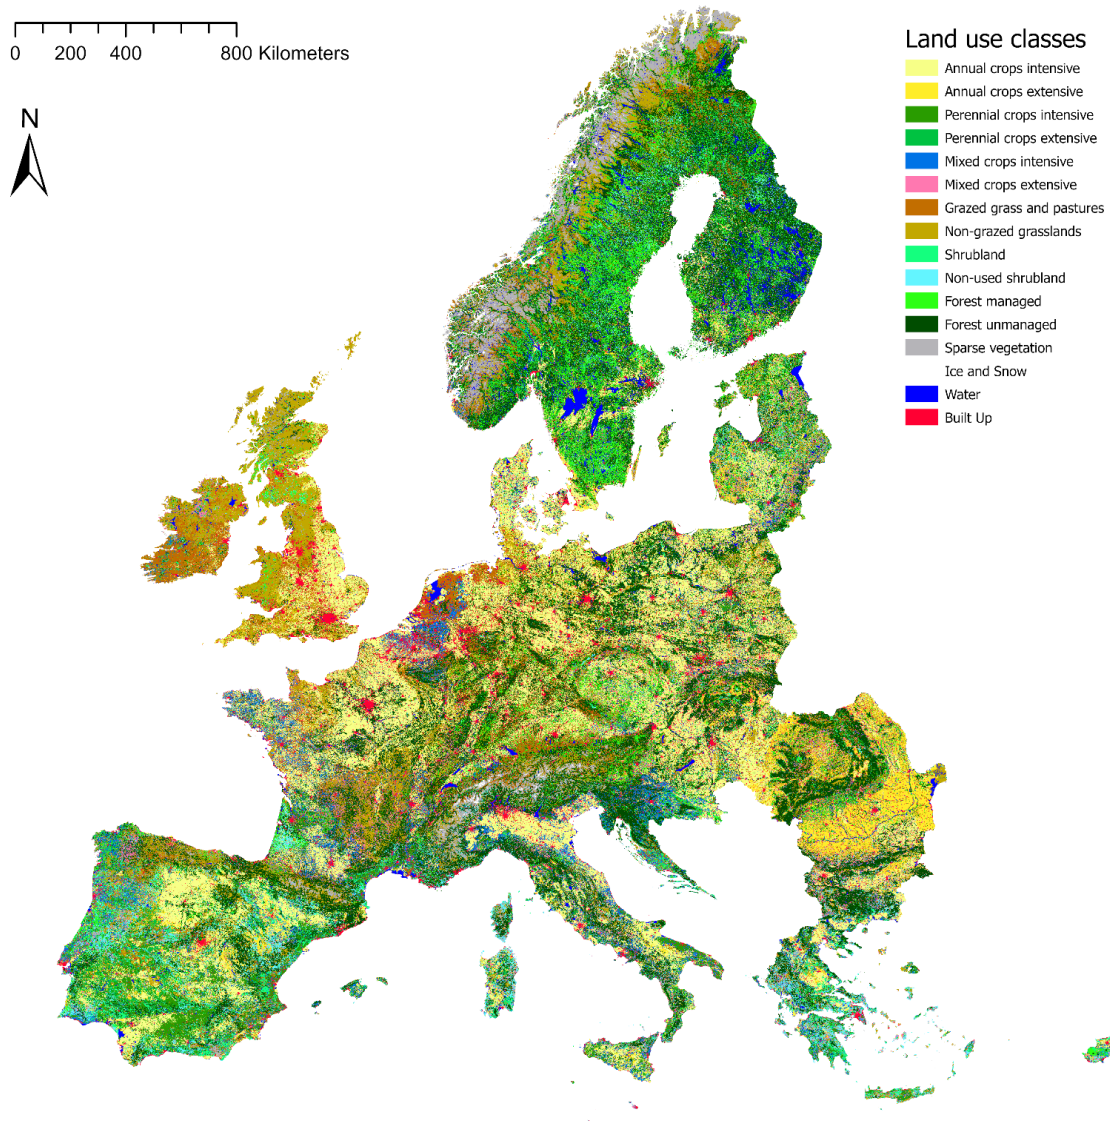 0 200 400 800 Kilometers
N
Land use classes
Annual crops intensive
Annual crops extensive
Perennial crops intensive
Perennial crops extensive
Mixed crops intensive
Mixed crops extensive
Grazed grass and pastures
Non-grazed grasslands
Shrubland
Non-used shrubland
Forest managed
Forest unmanaged
Sparse vegetation
Ice and Snow
Water
Built Up